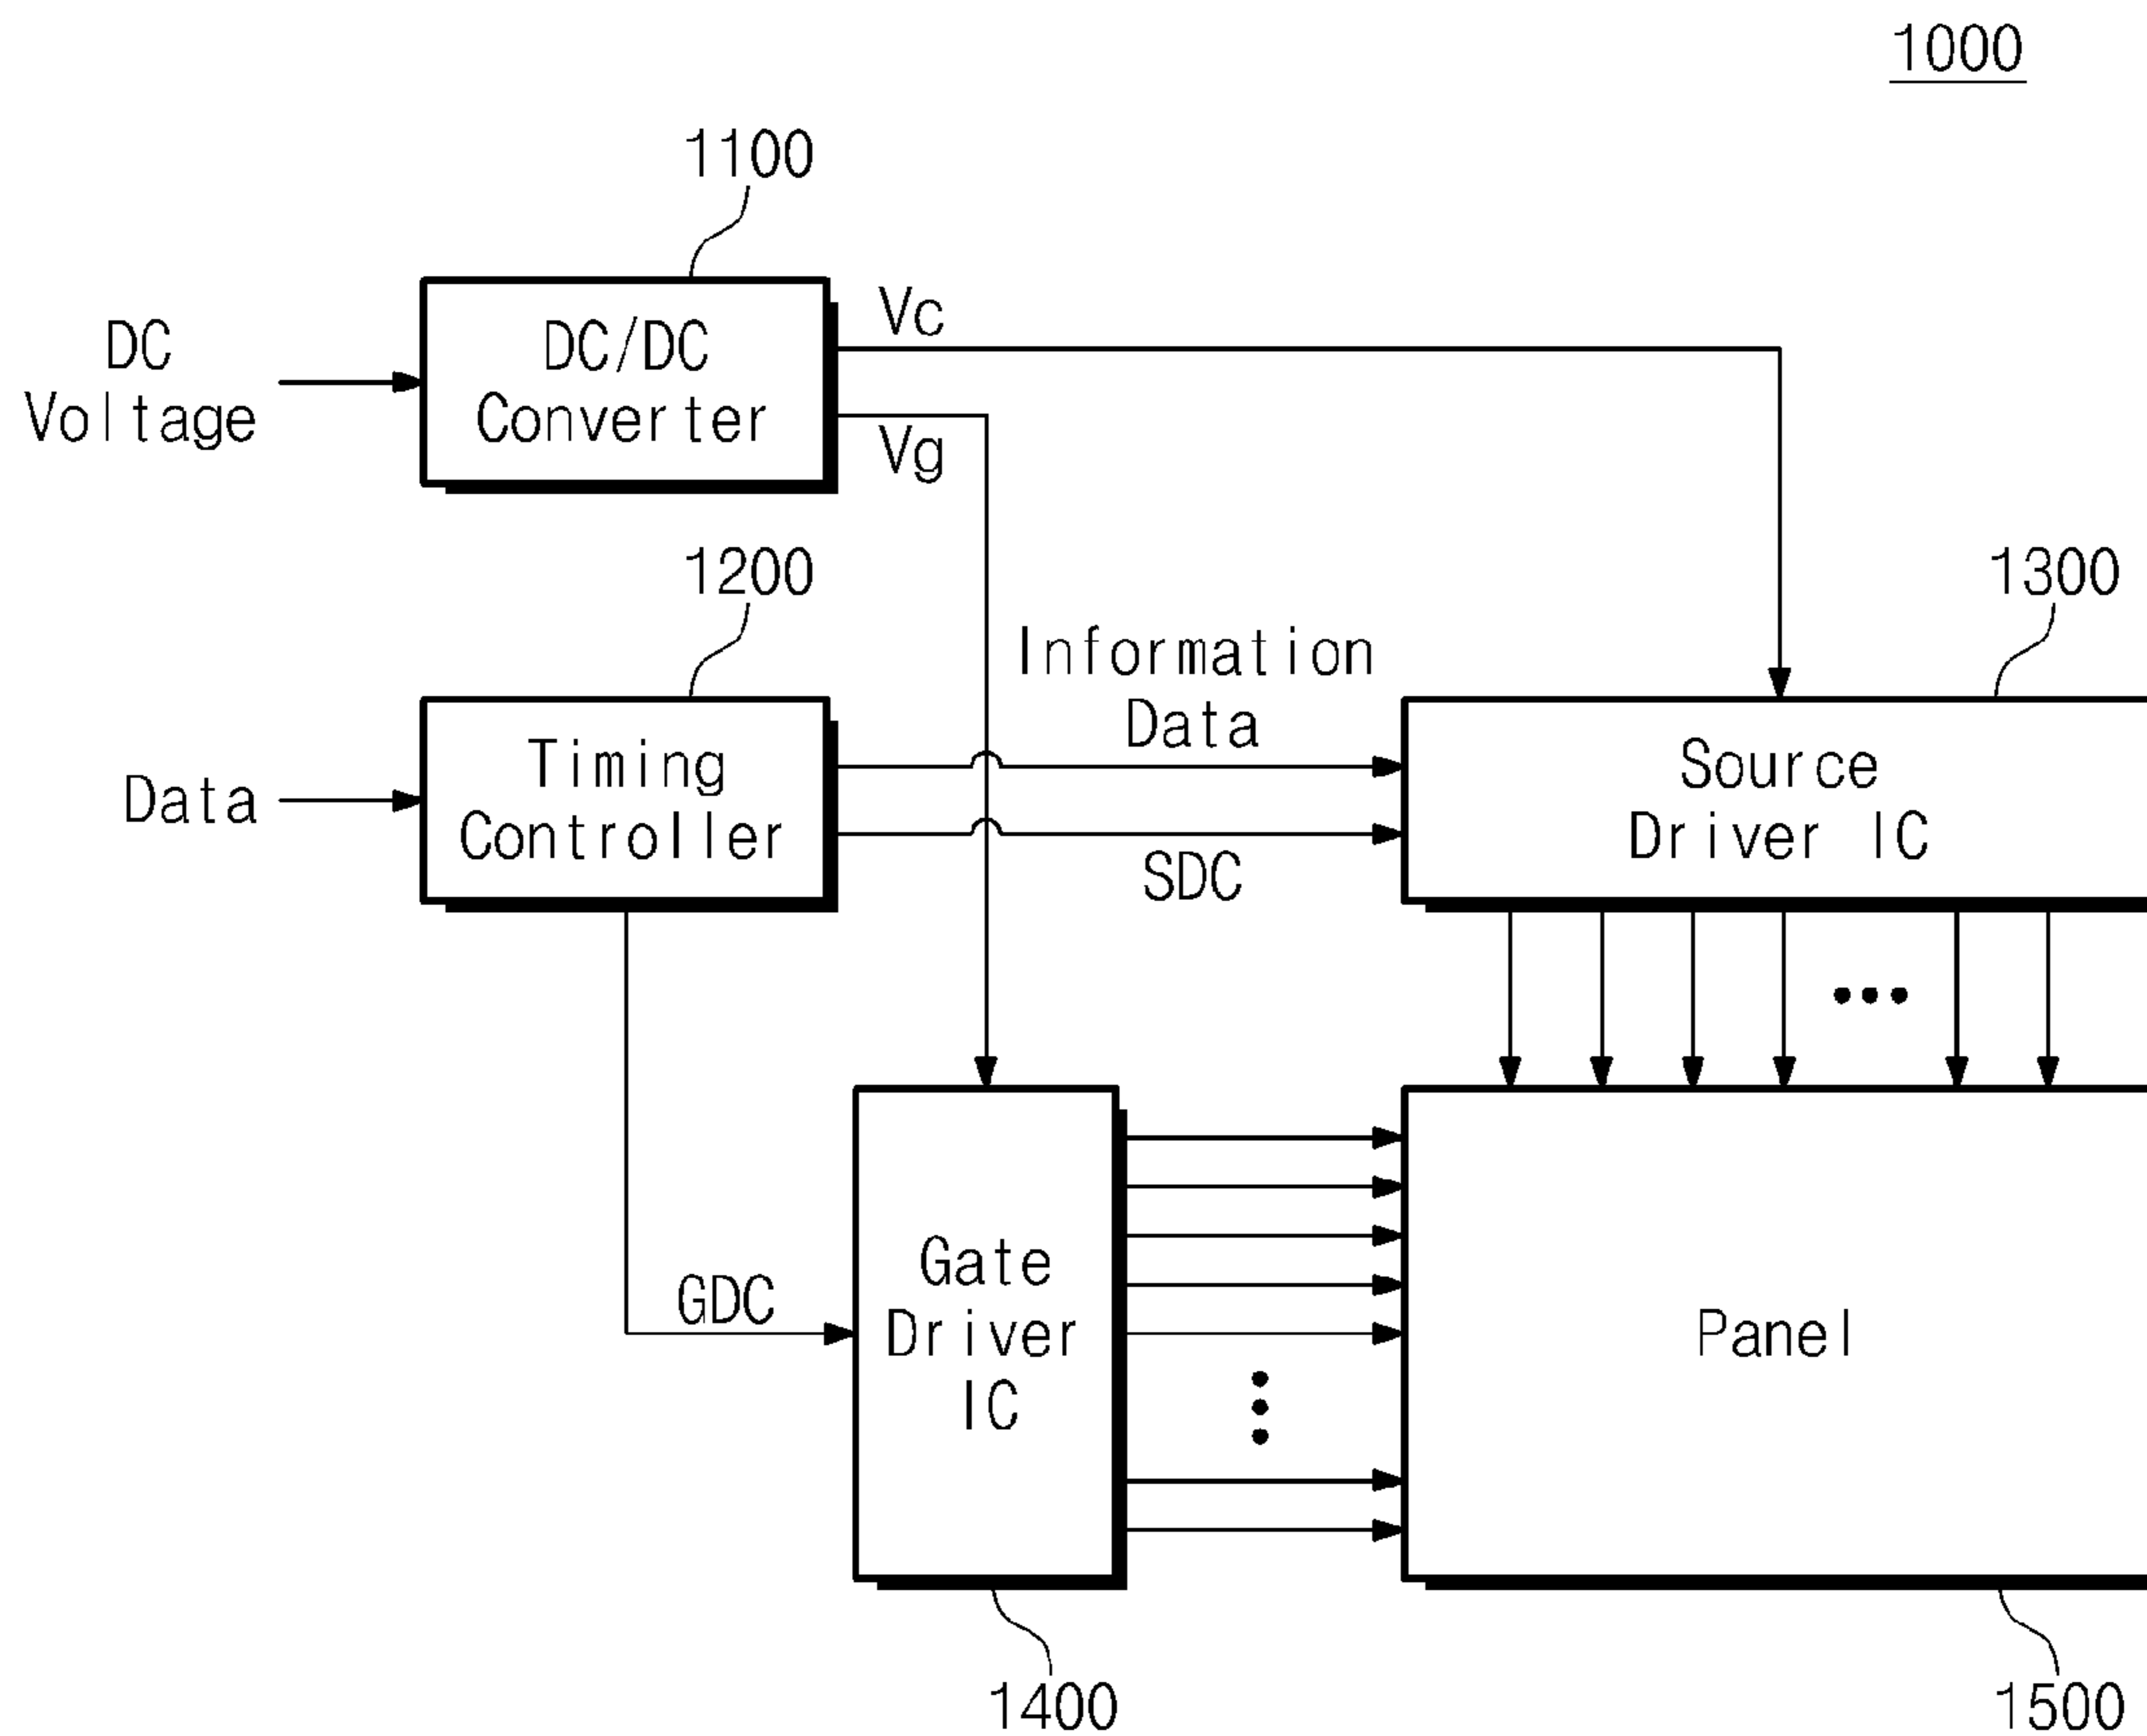 1000
1100
DC
Voltage
DC/DC
Converter
Vc
Vg
1200
1300
Information
Data
Data
Timing
Controller
Source
Driver IC
SDC
GDC
Gate
Driver
IC
Panel
1400
1500